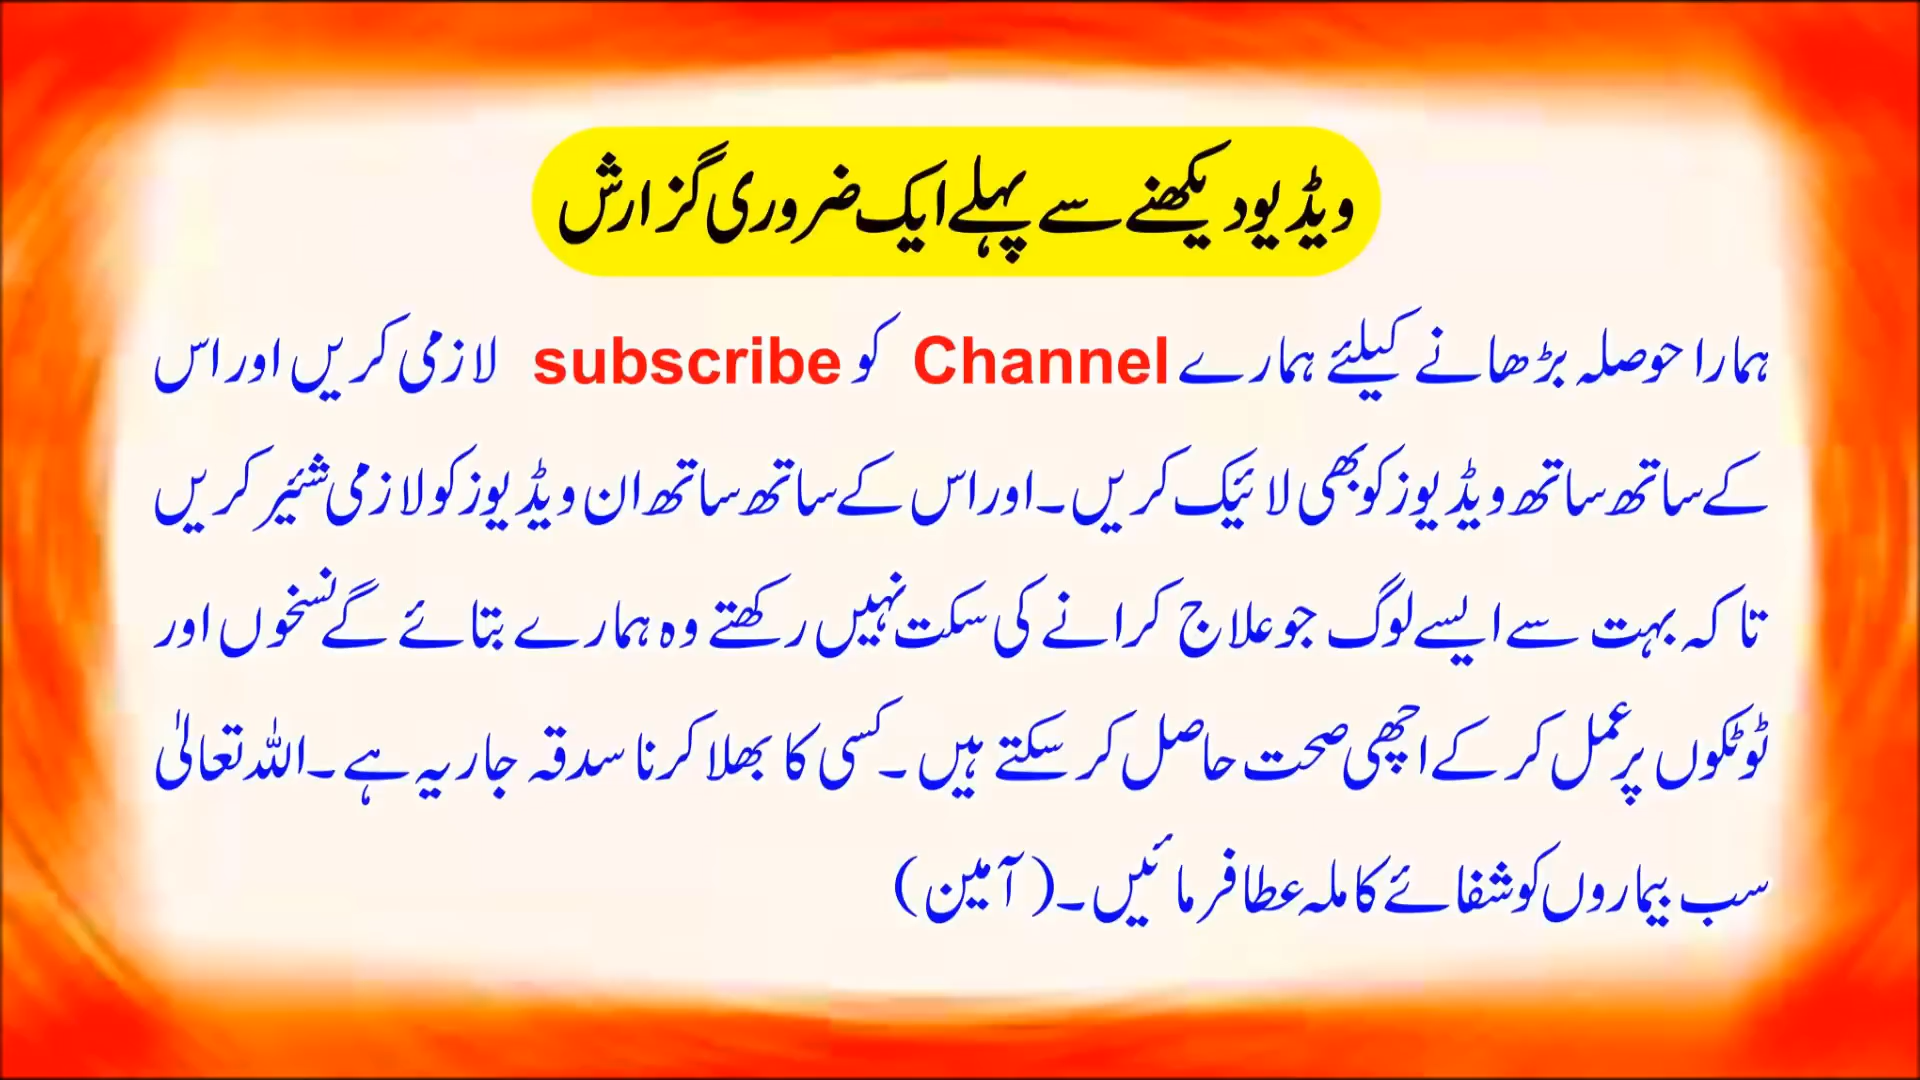 ویڈیو دیکھنے سے پہلے ایک ضروری گزارش
ہمارا حوصلہ بڑھانے کیلئے ہمارے Channel کو subscribe لازمی کریں اور اس
کے ساتھ ساتھ ویڈیوز کو بھی لائیک کریں۔ اور اس کے ساتھ ساتھ ان ویڈیوز کو لازمی شئیر کریں
تاکہ بہت سے ایسے لوگ جو علاج کرانے کی سکت نہیں رکھتے وہ ہمارے بتائے گے نسخوں اور
ٹوٹکوں پر عمل کر کے اچھی صحت حاصل کر سکتے ہیں۔ کسی کا بھلا کرنا سدقہ جاریہ ہے۔ اللہ تعالیٰ
سب بیماروں کو شفائے کاملہ عطا فرمائیں۔ (آمین)